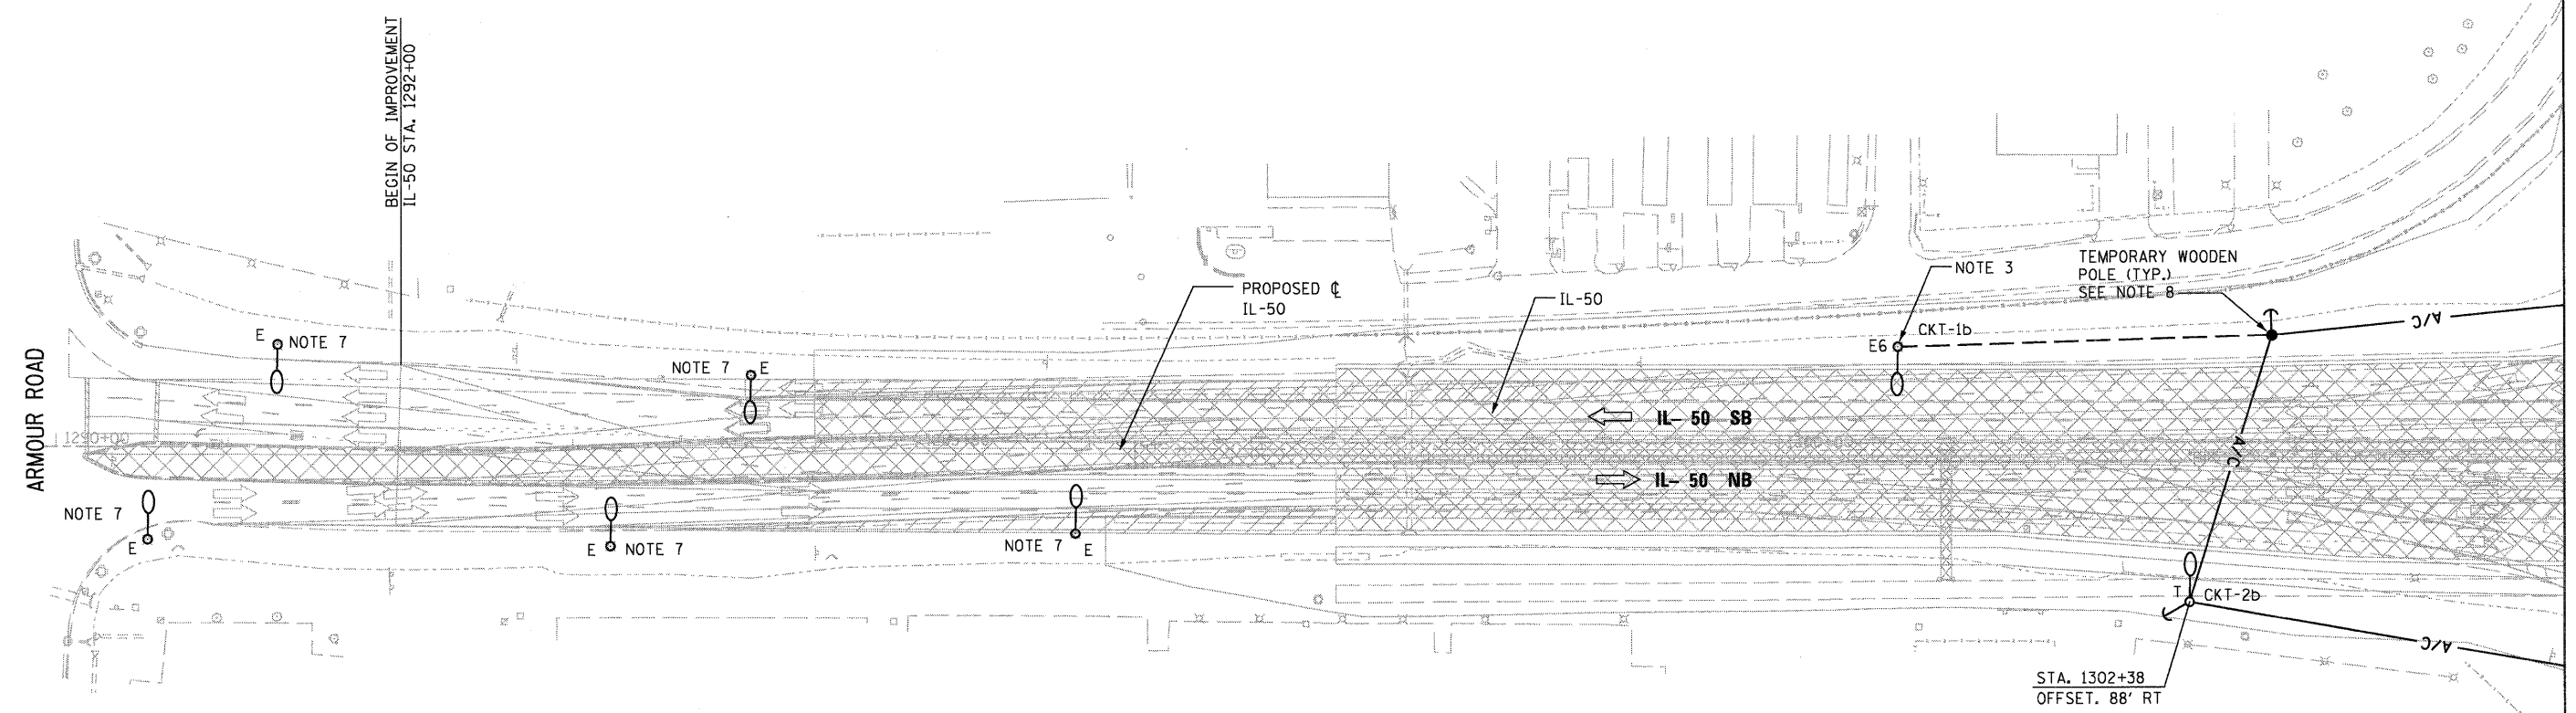 BEGIN OF IMPROVEMENT
IL-50 STA. 1292+00
ARMOUR ROAD
E NOTE 7
NOTE 7 E
PROPOSED ℄
IL-50
IL-50
NOTE 3
TEMPORARY WOODEN
POLE (TYP.)
SEE NOTE 8
CKT-1b
E6
A/C
1290+00
IL- 50 SB
A/C
IL- 50 NB
NOTE 7
E
E NOTE 7
NOTE 7 E
T
CKT-2b
A/C
STA. 1302+38
OFFSET. 88' RT